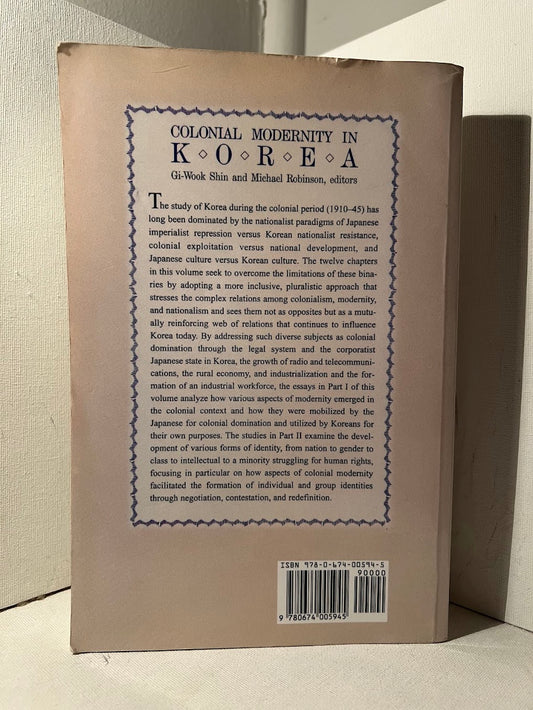 COLONIAL MODERNITY IN
K ◇ O ◇ R ◇ E ◇ A
Gi-Wook Shin and Michael Robinson, editors
The study of Korea during the colonial period (1910–45) has
long been dominated by the nationalist paradigms of Japanese
imperialist repression versus Korean nationalist resistance,
colonial exploitation versus national development, and
Japanese culture versus Korean culture. The twelve chapters
in this volume seek to overcome the limitations of these bina-
ries by adopting a more inclusive, pluralistic approach that
stresses the complex relations among colonialism, modernity,
and nationalism and sees them not as opposites but as a mutu-
ally reinforcing web of relations that continues to influence
Korea today. By addressing such diverse subjects as colonial
domination through the legal system and the corporatist
Japanese state in Korea, the growth of radio and telecommuni-
cations, the rural economy, and industrialization and the for-
mation of an industrial workforce, the essays in Part I of this
volume analyze how various aspects of modernity emerged in
the colonial context and how they were mobilized by the
Japanese for colonial domination and utilized by Koreans for
their own purposes. The studies in Part II examine the devel-
opment of various forms of identity, from nation to gender to
class to intellectual to a minority struggling for human rights,
focusing in particular on how aspects of colonial modernity
facilitated the formation of individual and group identities
through negotiation, contestation, and redefinition.
ISBN 978-0-674-00594-5
90000
9 780674 005945